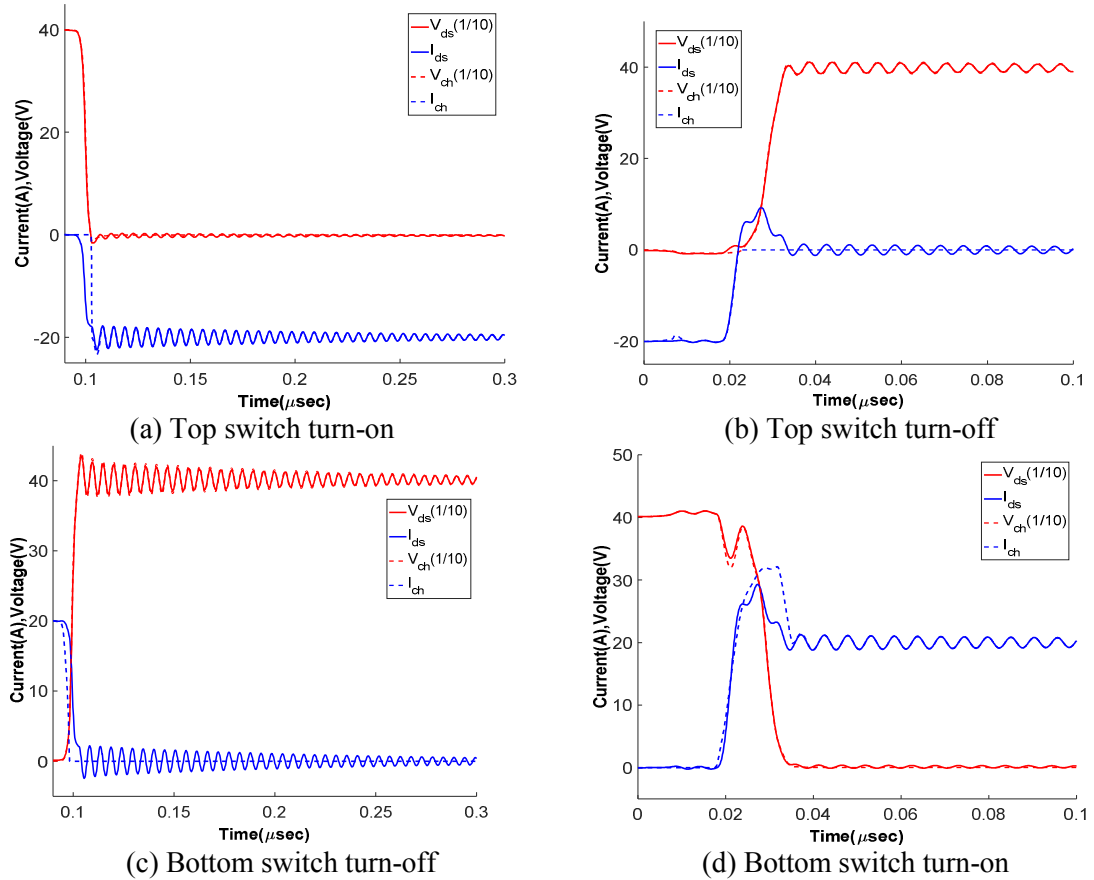 V_ds(1/10)
I_ds
V_ch(1/10)
I_ch
Current(A),Voltage(V)
40
20
0
-20
0.1
0.15
0.2
0.25
0.3
Time(μsec)
(a) Top switch turn-on
V_ds(1/10)
I_ds
V_ch(1/10)
I_ch
Current(A),Voltage(V)
40
20
0
-20
0
0.02
0.04
0.06
0.08
0.1
Time(μsec)
(b) Top switch turn-off
V_ds(1/10)
I_ds
V_ch(1/10)
I_ch
Current(A),Voltage(V)
40
30
20
10
0
0.1
0.15
0.2
0.25
0.3
Time(μsec)
(c) Bottom switch turn-off
V_ds(1/10)
I_ds
V_ch(1/10)
I_ch
Current(A),Voltage(V)
50
40
30
20
10
0
0
0.02
0.04
0.06
0.08
0.1
Time(μsec)
(d) Bottom switch turn-on